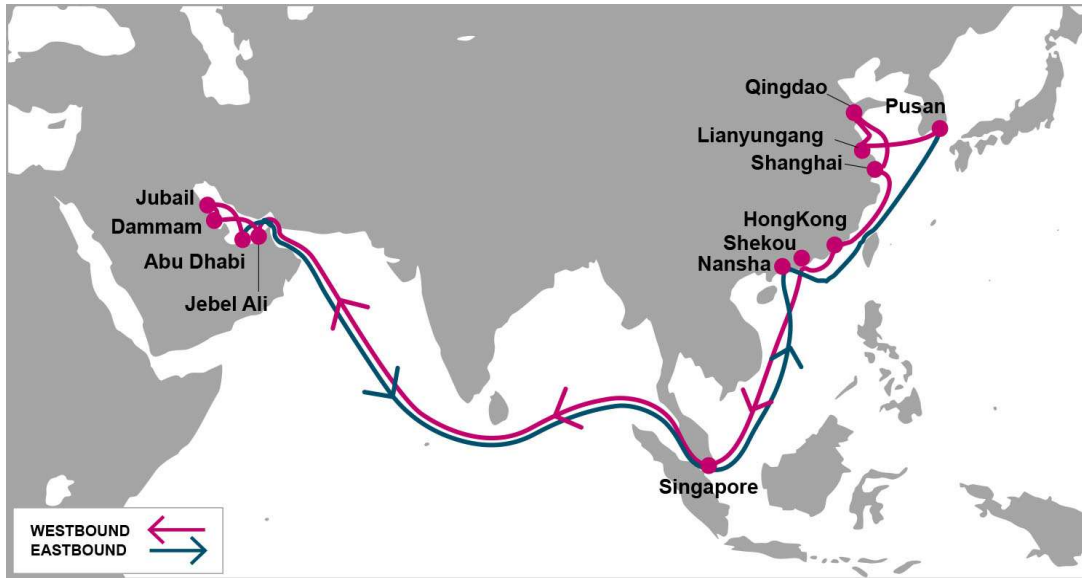 Qingdao
Pusan
Lianyungang
Shanghai
Jubail
Dammam
HongKong
Shekou
Abu Dhabi
Nansha
Jebel Ali
Singapore
WESTBOUND
EASTBOUND